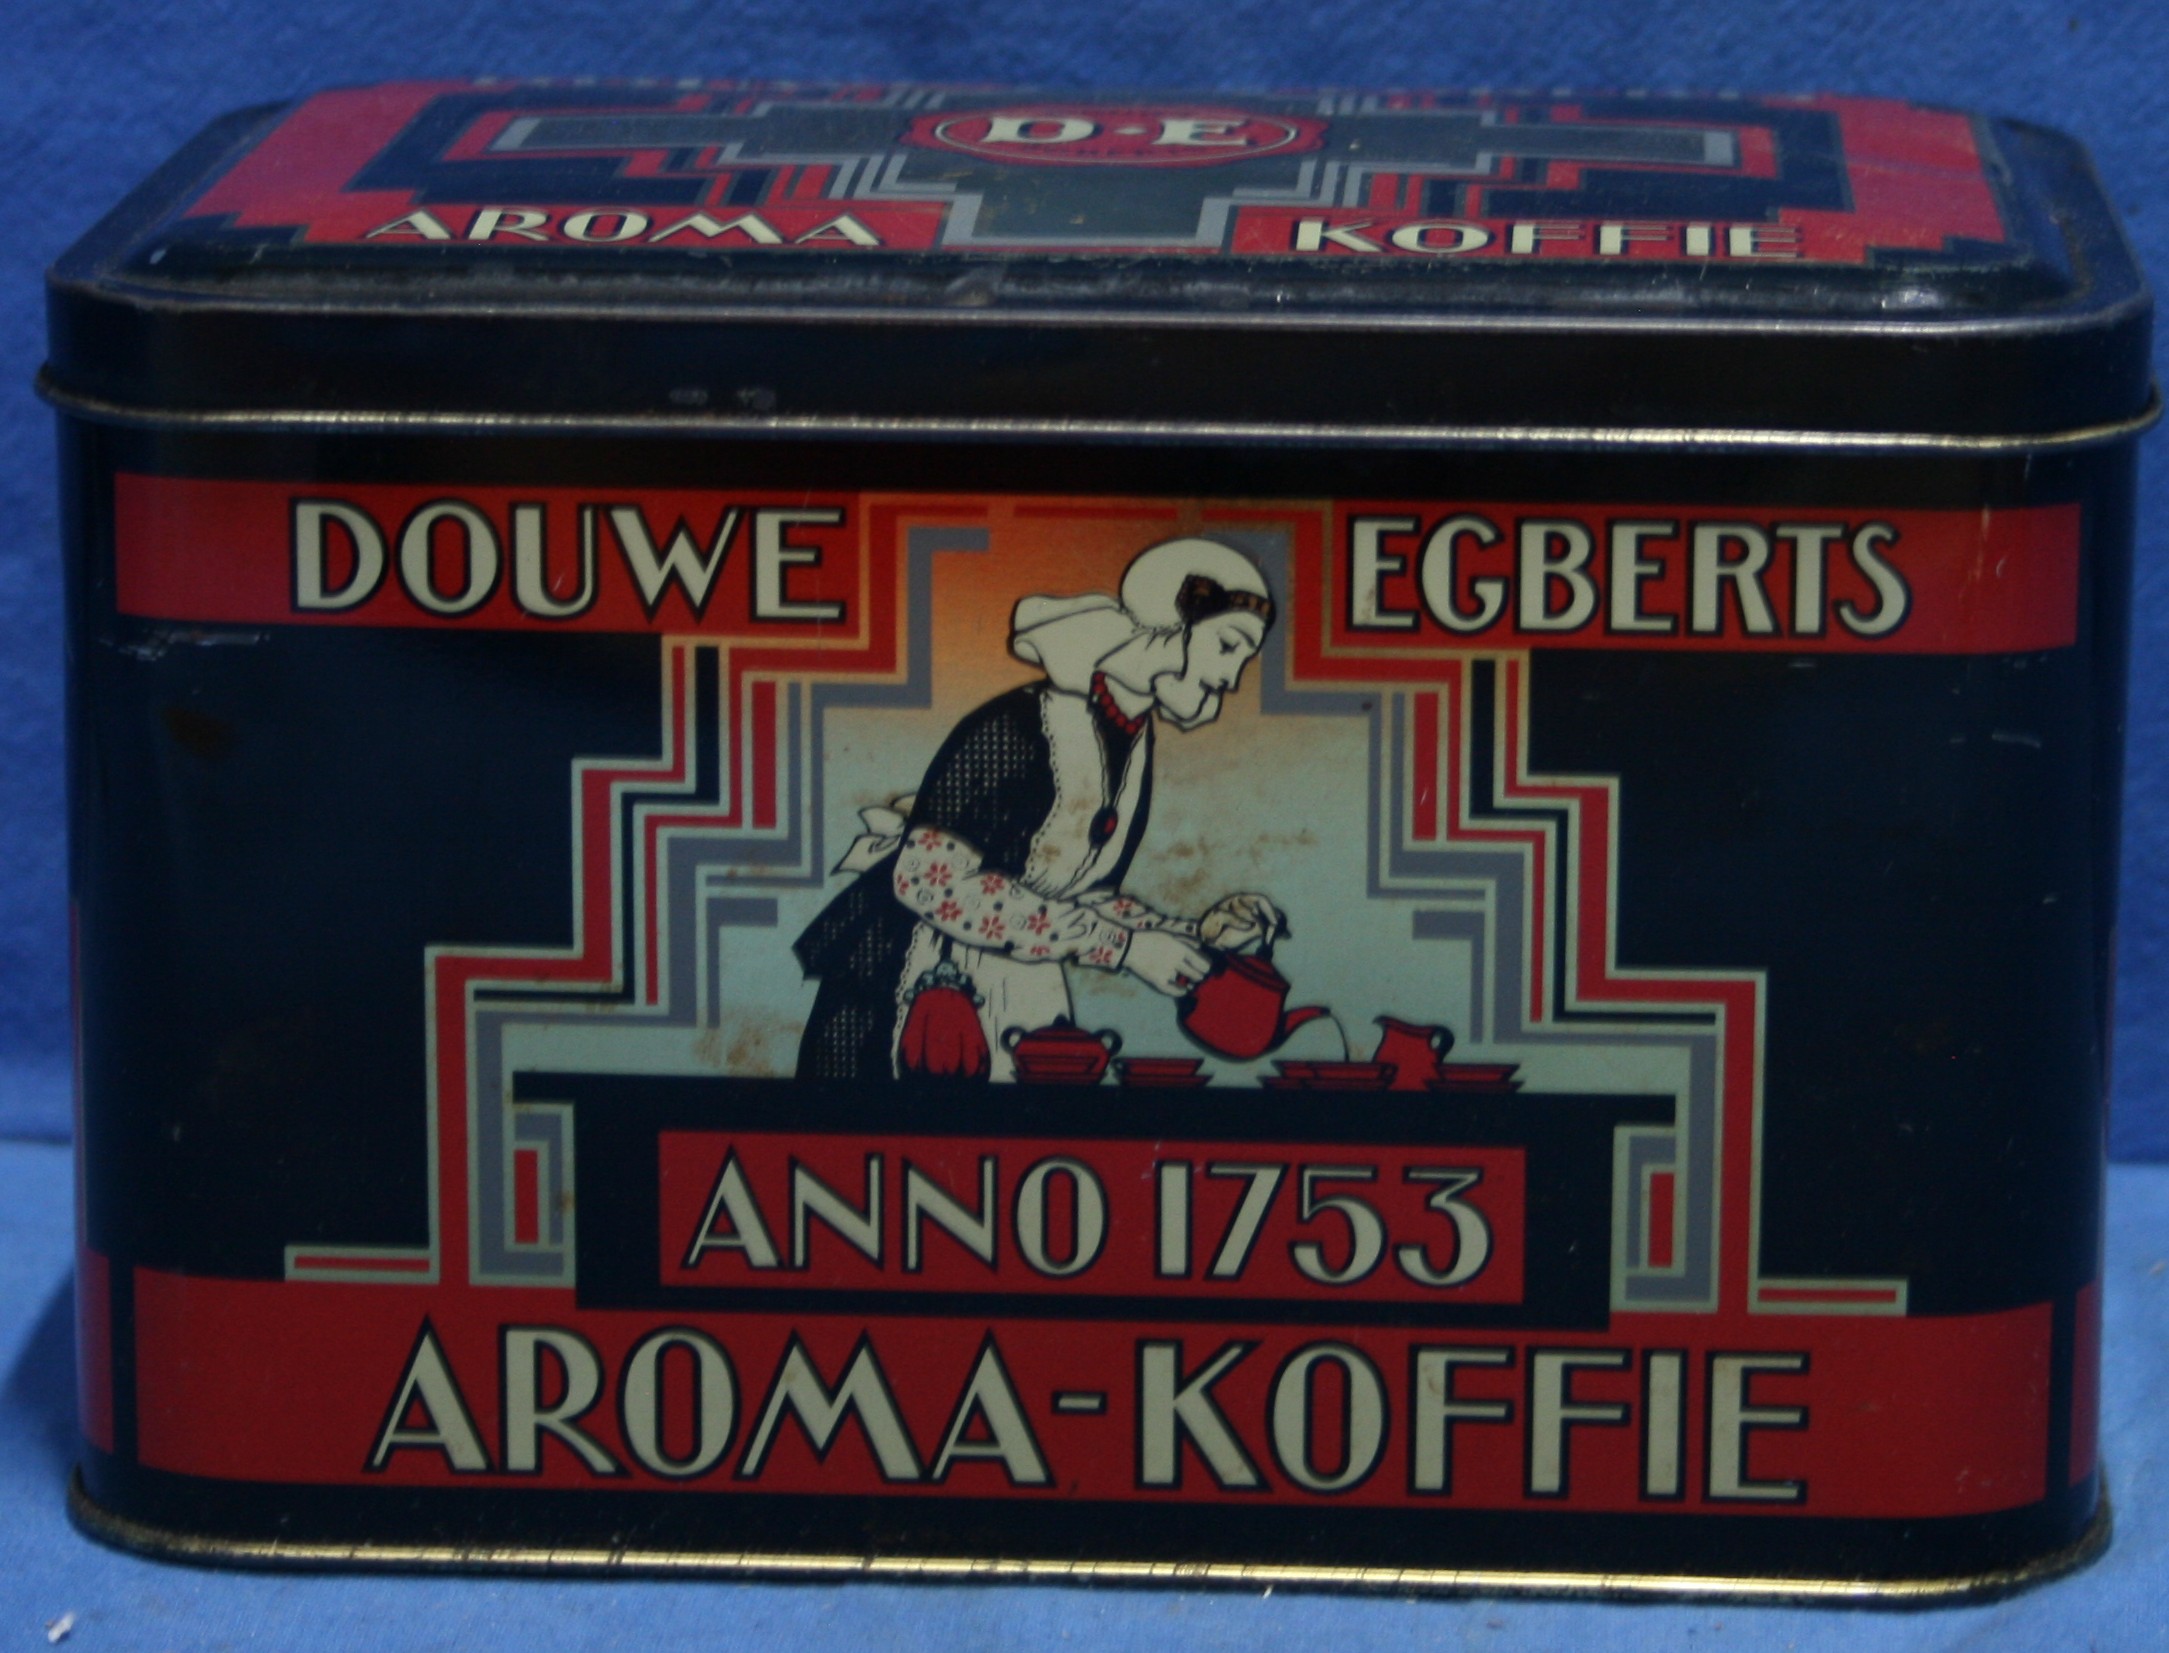 D·E
AROMA KOFFIE
DOUWE EGBERTS
ANNO 1753
AROMA-KOFFIE